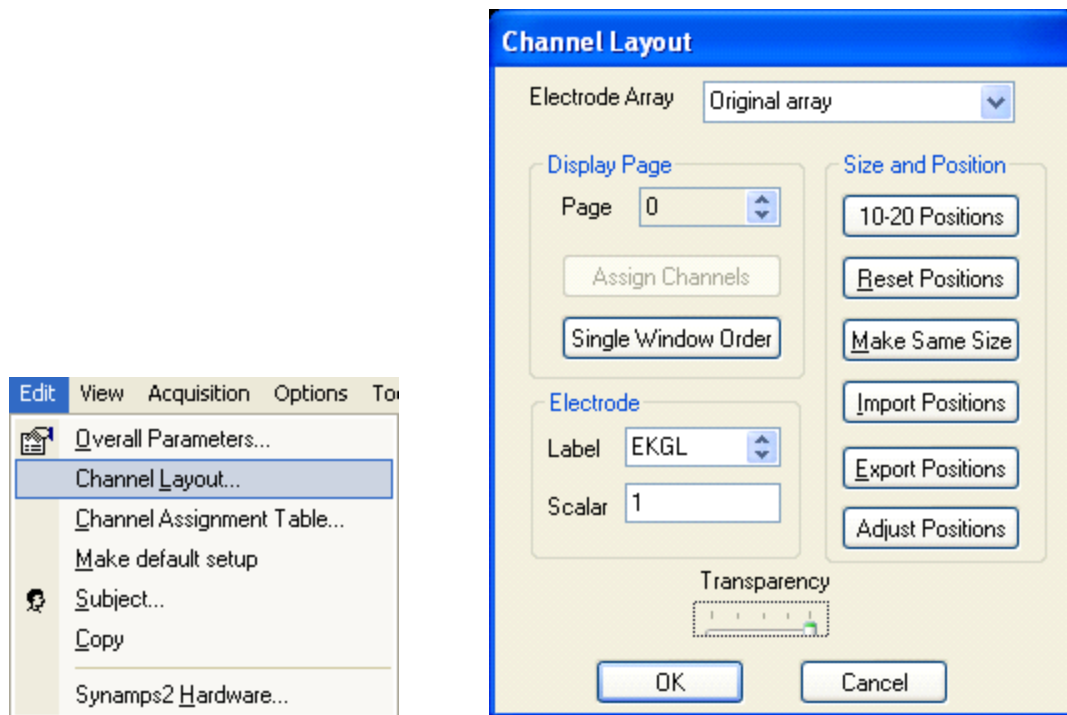 Edit View Acquisition Options To
Overall Parameters...
Channel Layout...
Channel Assignment Table...
Make default setup
Subject...
Copy
Synamps2 Hardware...
Channel Layout
Electrode Array Original array
Display Page
Page 0
Assign Channels
Single Window Order
Electrode
Label EKGL
Scalar 1
Size and Position
10-20 Positions
Reset Positions
Make Same Size
Import Positions
Export Positions
Adjust Positions
Transparency
OK Cancel